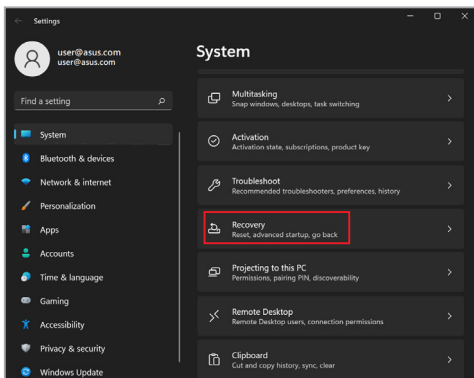 Settings
user@asus.com
user@asus.com
Find a setting
System
Bluetooth & devices
Network & internet
Personalization
Apps
Accounts
Time & language
Gaming
Accessibility
Privacy & security
Windows Update
System
Multitasking
Snap windows, desktops, task switching
Activation
Activation state, subscriptions, product key
Troubleshoot
Recommended troubleshooters, preferences, history
Recovery
Reset, advanced startup, go back
Projecting to this PC
Permissions, pairing PIN, discoverability
Remote Desktop
Remote Desktop users, connection permissions
Clipboard
Cut and copy history, sync, clear